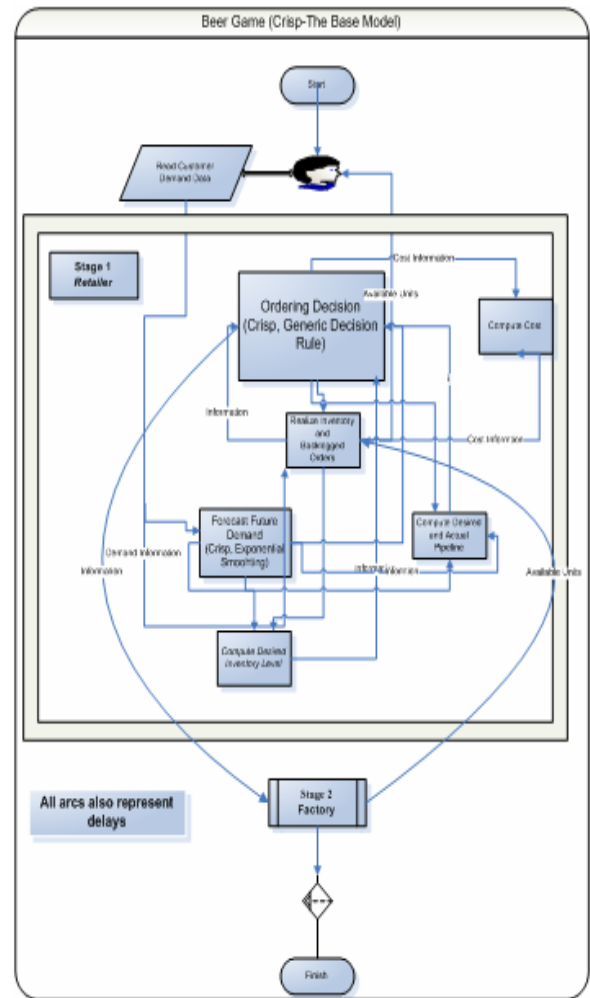 Beer Game (Crisp-The Base Model)
Start
Read Customer
Demand Data
Stage 1
Retailer
Cost Information
Available Units
Ordering Decision
(Crisp, Generic Decision
Rule)
Compute Cost
Information
Realize Inventory
and
Backlogged
Orders
Cost Information
Forecast Future
Demand
(Crisp, Exponential
Smoothing)
Compute Desired
and Actual
Pipeline
Demand Information
Information
Information
Available Units
Compute Desired
Inventory Level
Stage 2
Factory
All arcs also represent
delays
Finish